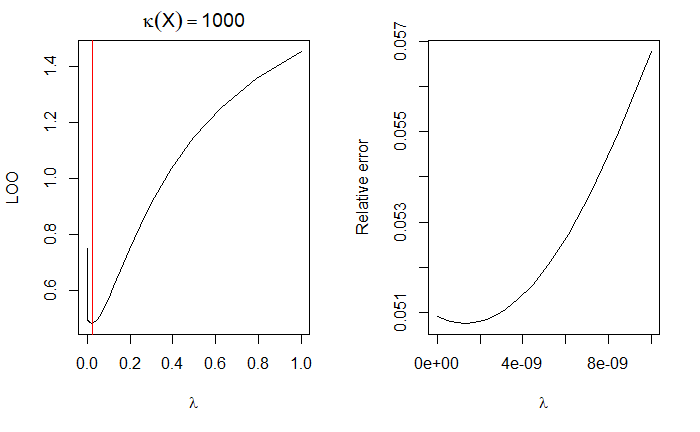 κ(X) = 1000
LOO
0.6
0.8
1.0
1.2
1.4
0.0 0.2 0.4 0.6 0.8 1.0
λ
Relative error
0.051
0.053
0.055
0.057
0e+00 4e-09 8e-09
λ